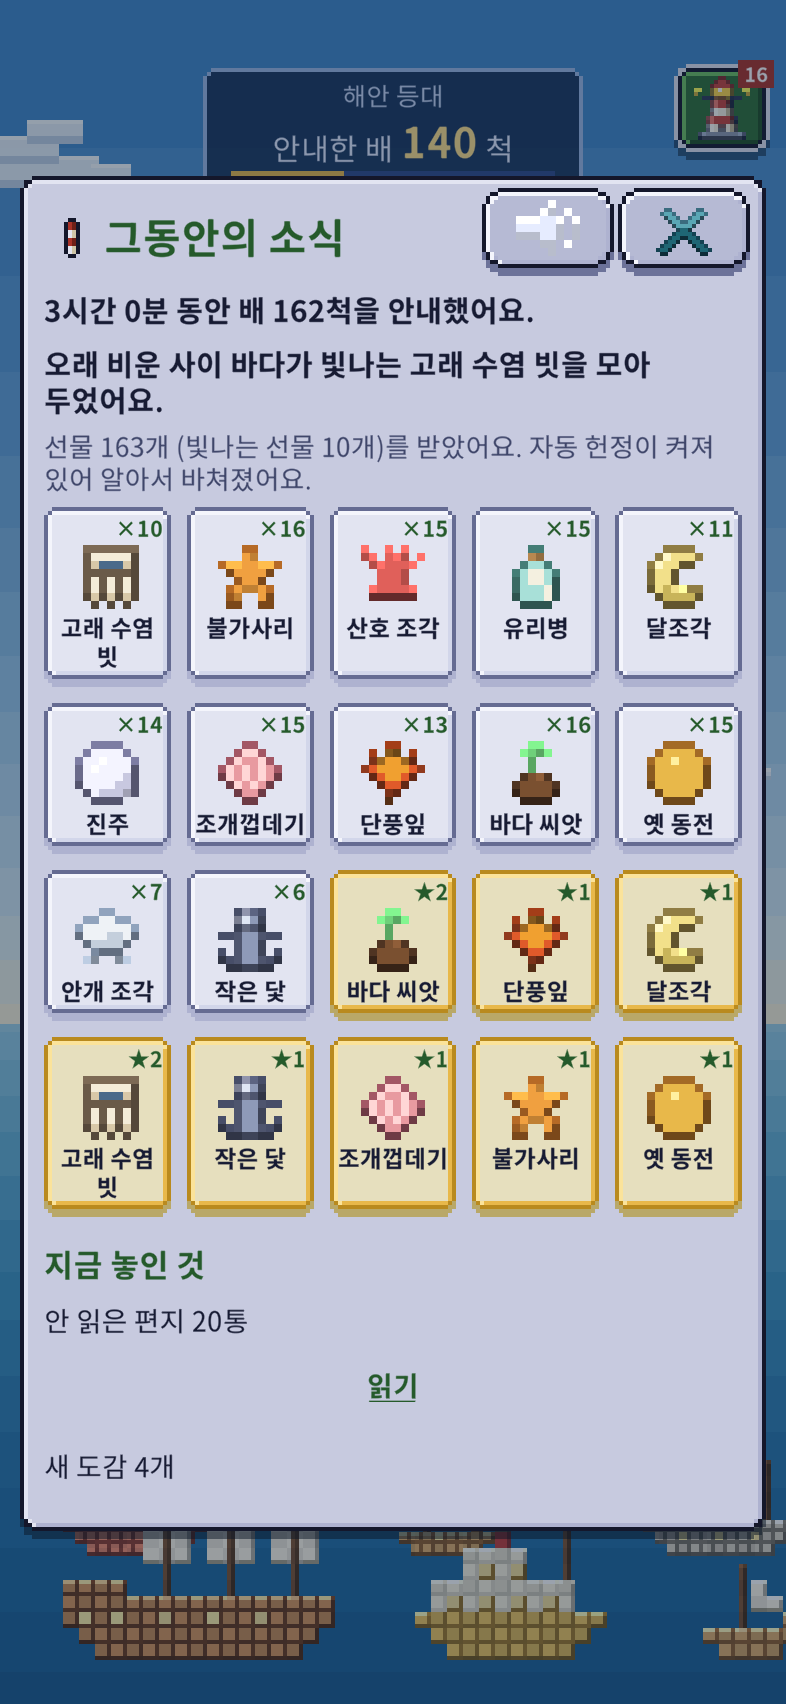 해안 등대
16
안내한 배 140 척
그동안의 소식
3시간 0분 동안 배 162척을 안내했어요.
오래 비운 사이 바다가 빛나는 고래 수염 빗을 모아
두었어요.
선물 163개 (빛나는 선물 10개)를 받았어요. 자동 헌정이 켜져
있어 알아서 바쳐졌어요.
×10 ×16 ×15 ×15 ×11
고래 수염 불가사리 산호 조각 유리병 달조각
빗
×14 ×15 ×13 ×16 ×15
진주 조개껍데기 단풍잎 바다 씨앗 옛 동전
×7 ×6 ★2 ★1 ★1
안개 조각 작은 닻 바다 씨앗 단풍잎 달조각
★2 ★1 ★1 ★1 ★1
고래 수염 작은 닻 조개껍데기 불가사리 옛 동전
빗
지금 놓인 것
안 읽은 편지 20통
읽기
새 도감 4개